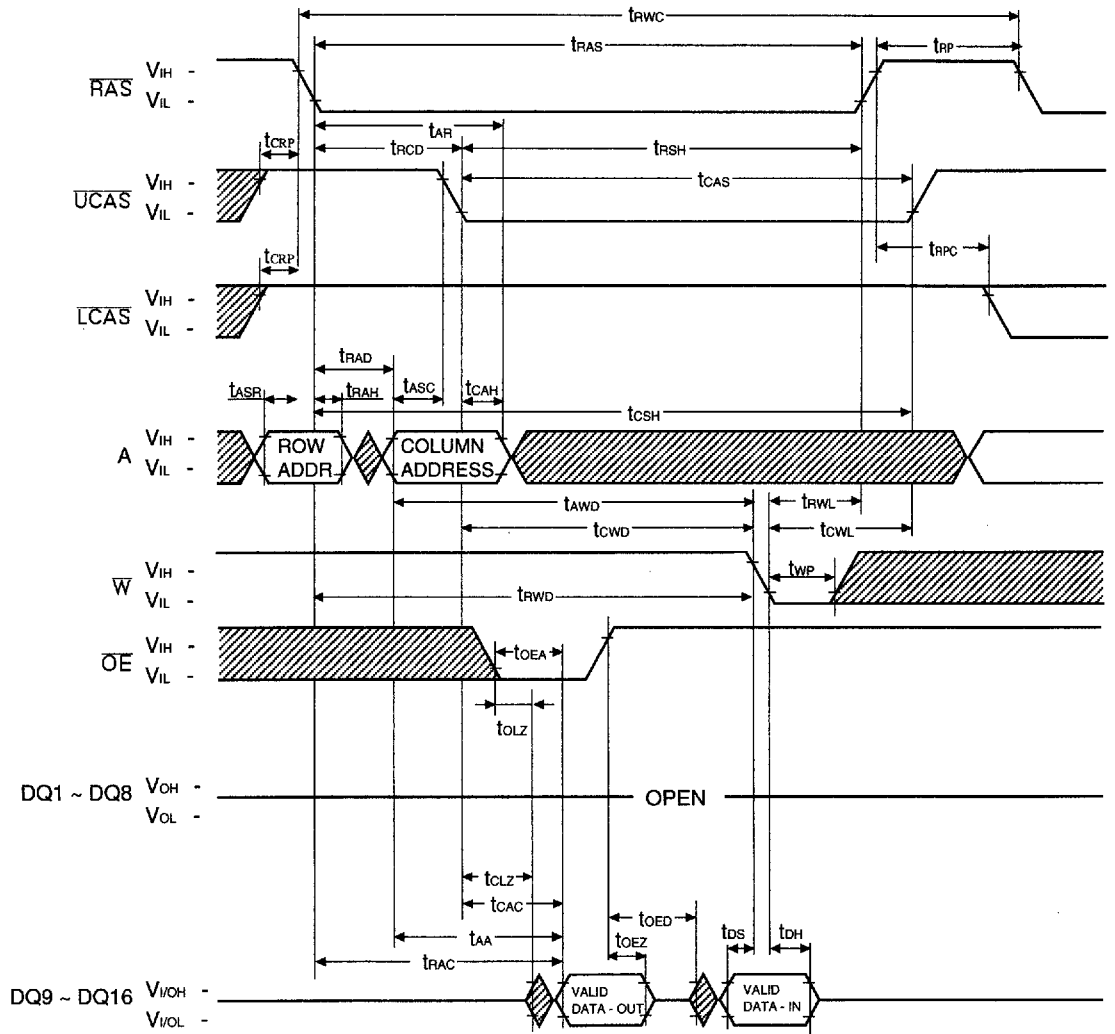 tRWC
tRAS
tRP
RAS
VIH -
VIL -
tAR
tCRP
tRCD
tRSH
UCAS
VIH -
VIL -
tCAS
tCRP
tRPC
LCAS
VIH -
VIL -
tRAD
tASR
tRAH
tASC
tCAH
tCSH
A
VIH -
VIL -
ROW
ADDR
COLUMN
ADDRESS
tAWD
tRWL
tCWD
tCWL
W
VIH -
VIL -
tWP
tRWD
OE
VIH -
VIL -
tOEA
tOLZ
DQ1 ~ DQ8
VOH -
VOL -
OPEN
tCLZ
tCAC
tOED
tAA
tOEZ
tDS
tDH
tRAC
DQ9 ~ DQ16
VI/OH -
VI/OL -
VALID
DATA - OUT
VALID
DATA - IN